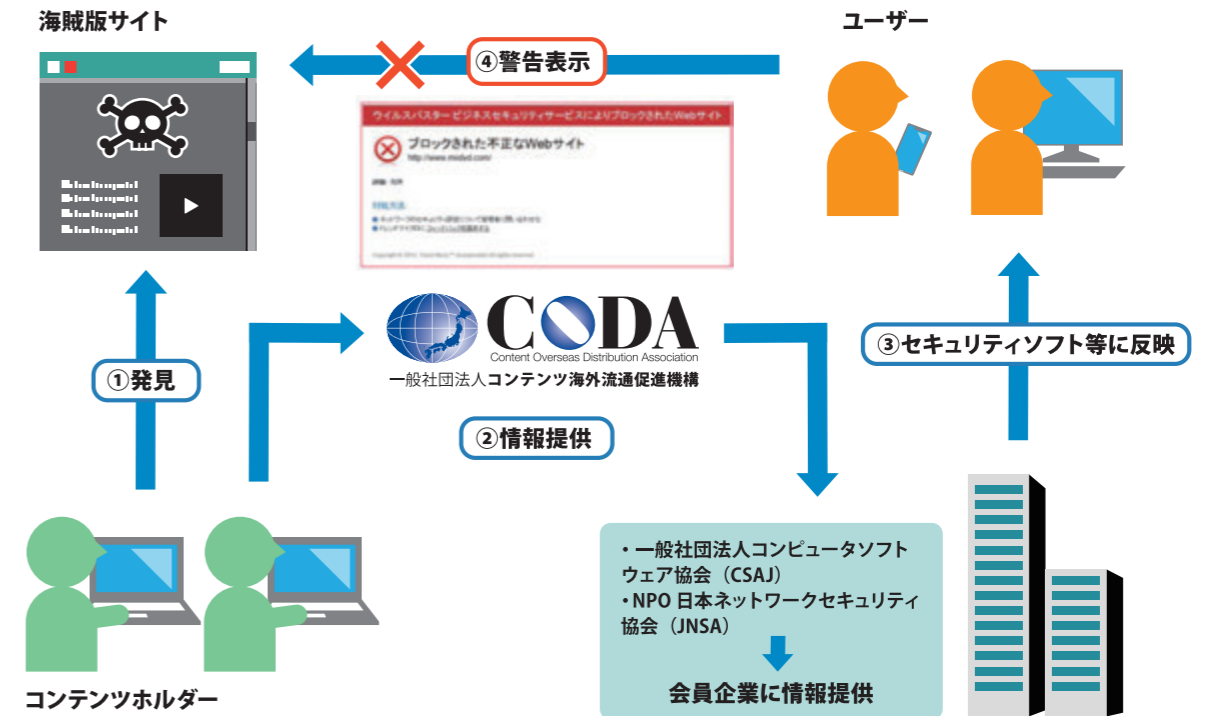 海賊版サイト
ユーザー
④警告表示
ウイルスバスター ビジネスセキュリティサービスによりブロックされたWebサイト
ブロックされた不正なWebサイト
対処方法
CODA
Content Overseas Distribution Association
一般社団法人コンテンツ海外流通促進機構
①発見
②情報提供
③セキュリティソフト等に反映
・一般社団法人コンピュータソフト
ウェア協会（CSAJ）
・NPO 日本ネットワークセキュリティ
協会（JNSA）
会員企業に情報提供
コンテンツホルダー